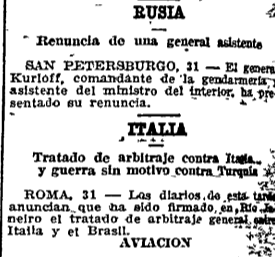 RUSIA
Renuncia de una general asistente
SAN PETERSBURGO, 31 — El general
Kurloff, comandante de la gendarmería y
asistente del ministro del interior, ha pre-
sentado su renuncia.
ITALIA
Tratado de arbitraje contra Italia
y guerra sin motivo contra Turquía
ROMA, 31 — Los diarios de esta tarde
anuncian que ha sido firmado en Río Ja-
neiro el tratado de arbitraje general entre
Italia y el Brasil.
AVIACION